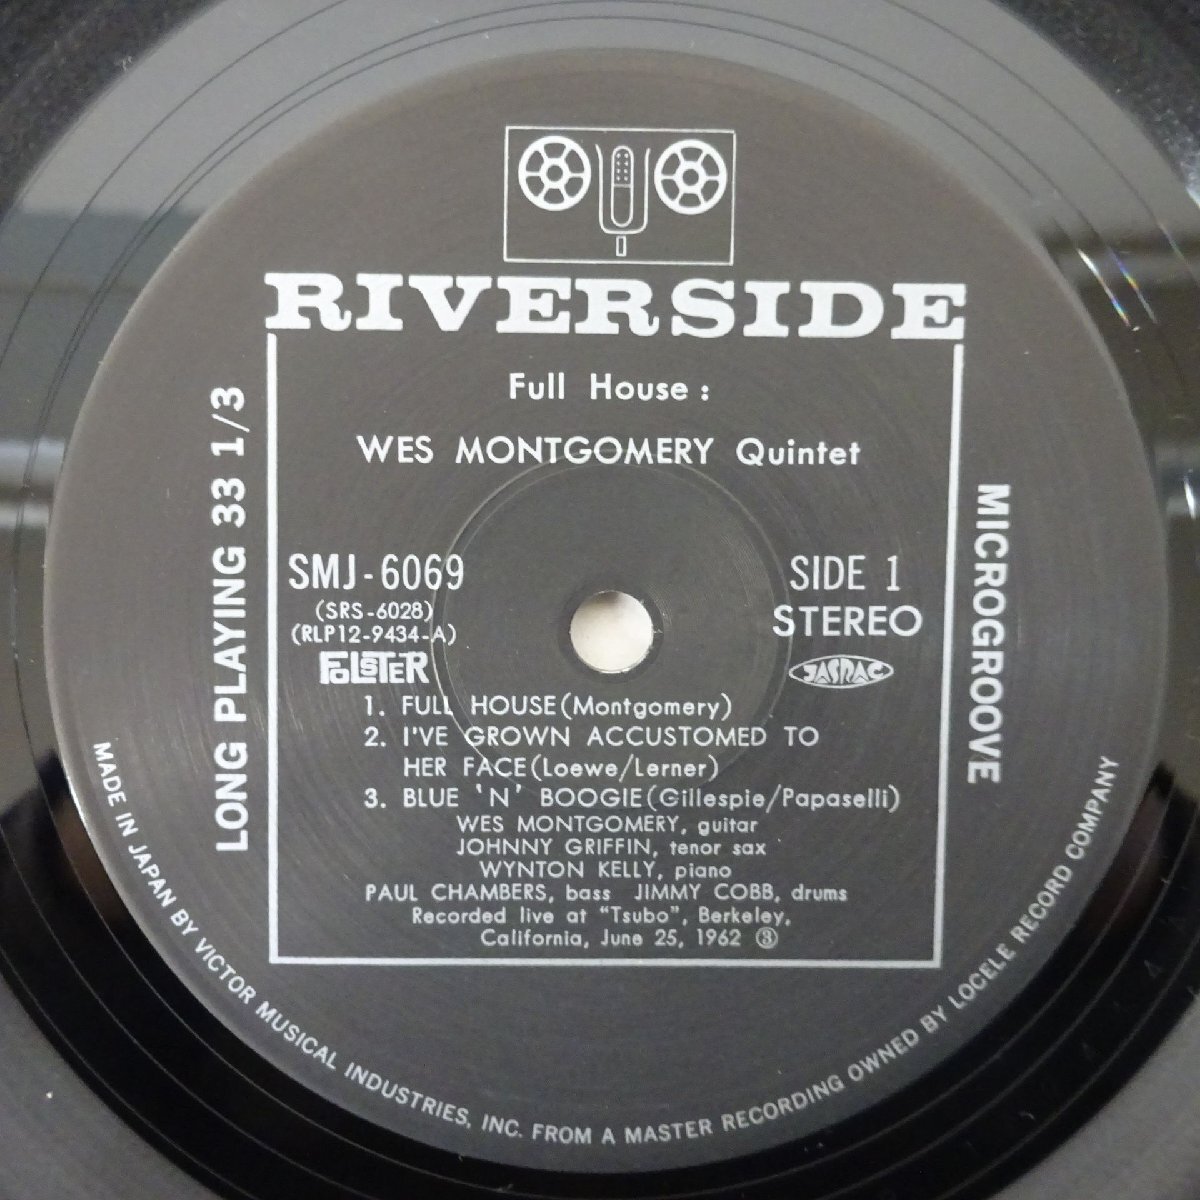 RIVERSIDE
Full House :
WES MONTGOMERY Quintet
LONG PLAYING 33 1/3
MICROGROOVE
SMJ-6069
(SRS-6028)
(RLP12-9434-A)
FOLSTER
SIDE 1
STEREO
JASRAC
1. FULL HOUSE(Montgomery)
2. I'VE GROWN ACCUSTOMED TO
HER FACE(Loewe/Lerner)
3. BLUE 'N' BOOGIE(Gillespie/Papaselli)
WES MONTGOMERY, guitar
JOHNNY GRIFFIN, tenor sax
WYNTON KELLY, piano
PAUL CHAMBERS, bass JIMMY COBB, drums
Recorded live at "Tsubo", Berkeley,
California, June 25, 1962 ③
MADE IN JAPAN BY VICTOR MUSICAL INDUSTRIES, INC. FROM A MASTER RECORDING OWNED BY LOCELE RECORD COMPANY